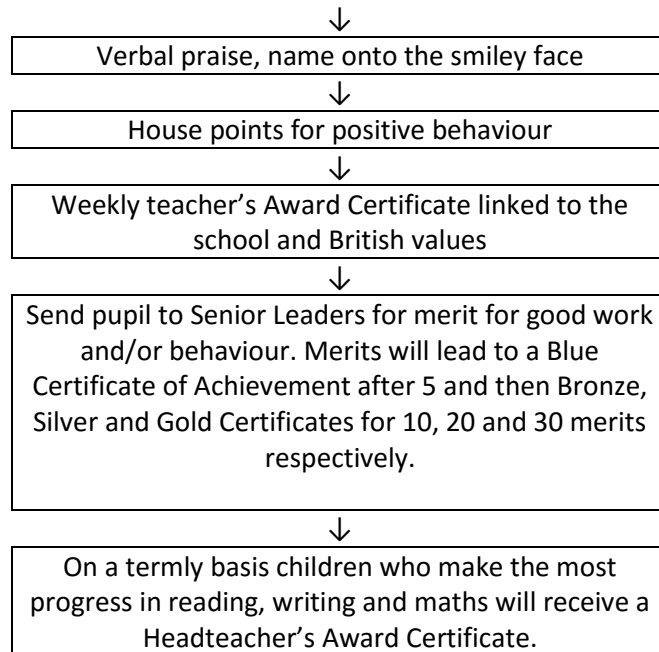 ↓
Verbal praise, name onto the smiley face
↓
House points for positive behaviour
↓
Weekly teacher’s Award Certificate linked to the
school and British values
↓
Send pupil to Senior Leaders for merit for good work
and/or behaviour. Merits will lead to a Blue
Certificate of Achievement after 5 and then Bronze,
Silver and Gold Certificates for 10, 20 and 30 merits
respectively.
↓
On a termly basis children who make the most
progress in reading, writing and maths will receive a
Headteacher’s Award Certificate.